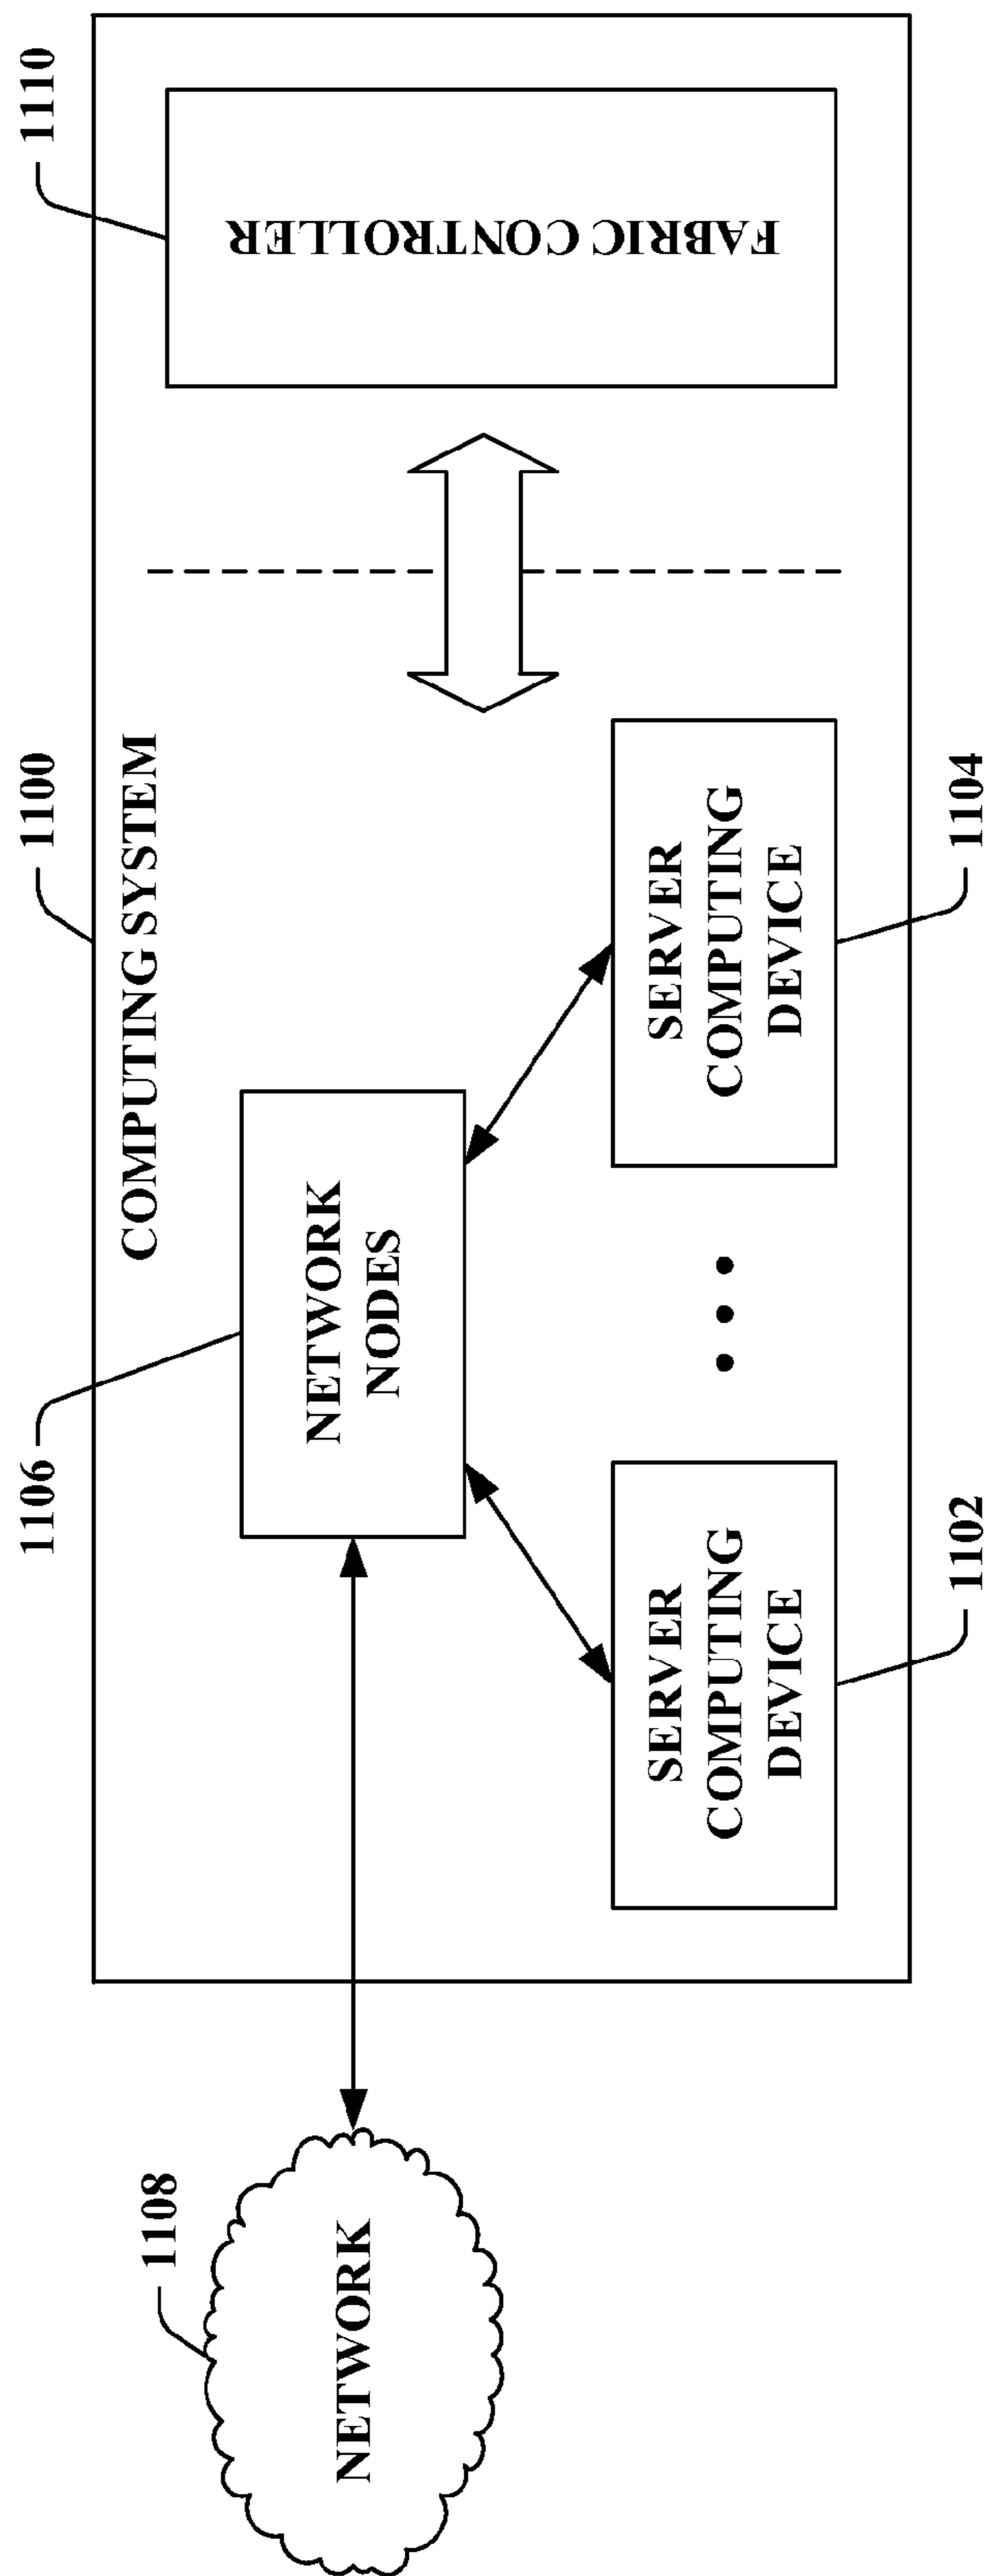 1100
1110
1106
COMPUTING SYSTEM
1108
NETWORK
NODES
NETWORK
FABRIC CONTROLLER
SERVER
COMPUTING
DEVICE
SERVER
COMPUTING
DEVICE
1102
1104